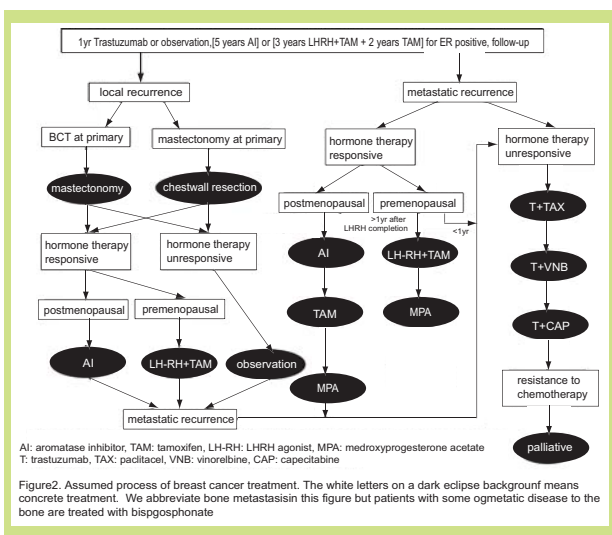 1yr Trastuzumab or observation,[5 years AI] or [3 years LHRH+TAM + 2 years TAM] for ER positive, follow-up
local recurrence
metastatic recurrence
BCT at primary
mastectonomy at primary
hormone therapy
responsive
hormone therapy
unresponsive
mastectonomy
chestwall resection
postmenopausal
premenopausal
>1yr after
LHRH completion
<1yr
T+TAX
hormone therapy
responsive
hormone therapy
unresponsive
AI
LH-RH+TAM
T+VNB
postmenopausal
premenopausal
TAM
MPA
T+CAP
AI
LH-RH+TAM
observation
MPA
resistance to
chemotherapy
metastatic recurrence
palliative
AI: aromatase inhibitor, TAM: tamoxifen, LH-RH: LHRH agonist, MPA: medroxyprogesterone acetate
T: trastuzumab, TAX: paclitacel, VNB: vinorelbine, CAP: capecitabine
Figure2. Assumed process of breast cancer treatment. The white letters on a dark eclipse backgrounf means
concrete treatment. We abbreviate bone metastasisin this figure but patients with some ogmetatic disease to the
bone are treated with bispgosphonate